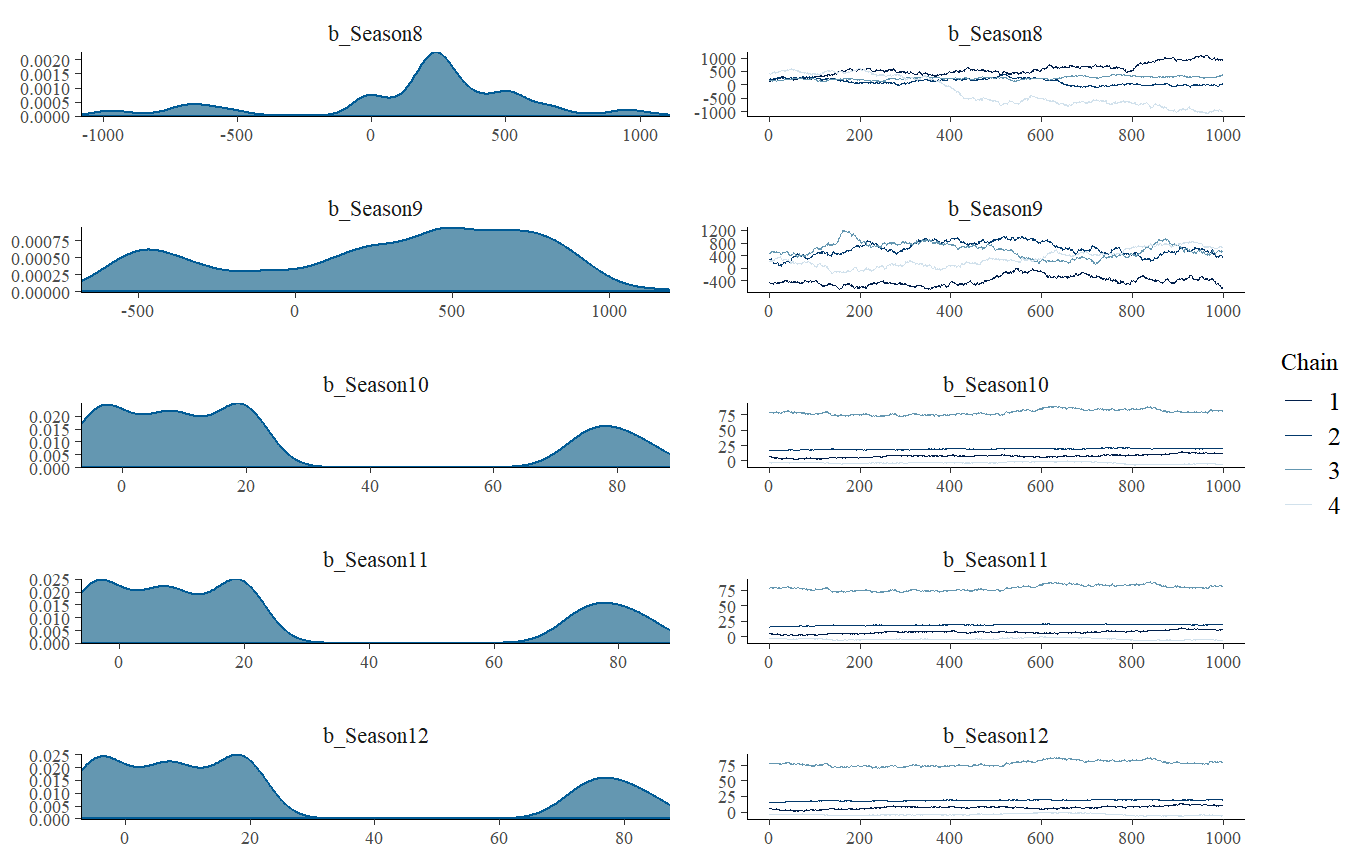 b_Season8
b_Season8
0.0020
0.0015
0.0010
0.0005
0.0000
-1000 -500 0 500 1000
1000
500
0
-500
-1000
0 200 400 600 800 1000
b_Season9
b_Season9
0.00075
0.00050
0.00025
0.00000
-500 0 500 1000
1200
800
400
0
-400
0 200 400 600 800 1000
b_Season10
b_Season10
0.020
0.015
0.010
0.005
0.000
0 20 40 60 80
75
50
25
0
0 200 400 600 800 1000
b_Season11
b_Season11
0.025
0.020
0.015
0.010
0.005
0.000
0 20 40 60 80
75
50
25
0
0 200 400 600 800 1000
b_Season12
b_Season12
0.025
0.020
0.015
0.010
0.005
0.000
0 20 40 60 80
75
50
25
0
0 200 400 600 800 1000
Chain
1
2
3
4